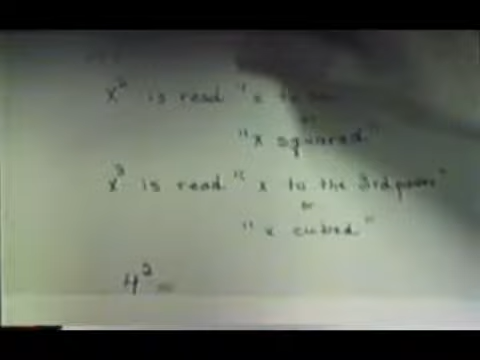 x² is read "x to
or
"x squared"
x³ is read "x to the 3rd power"
or
"x cubed"
4² =